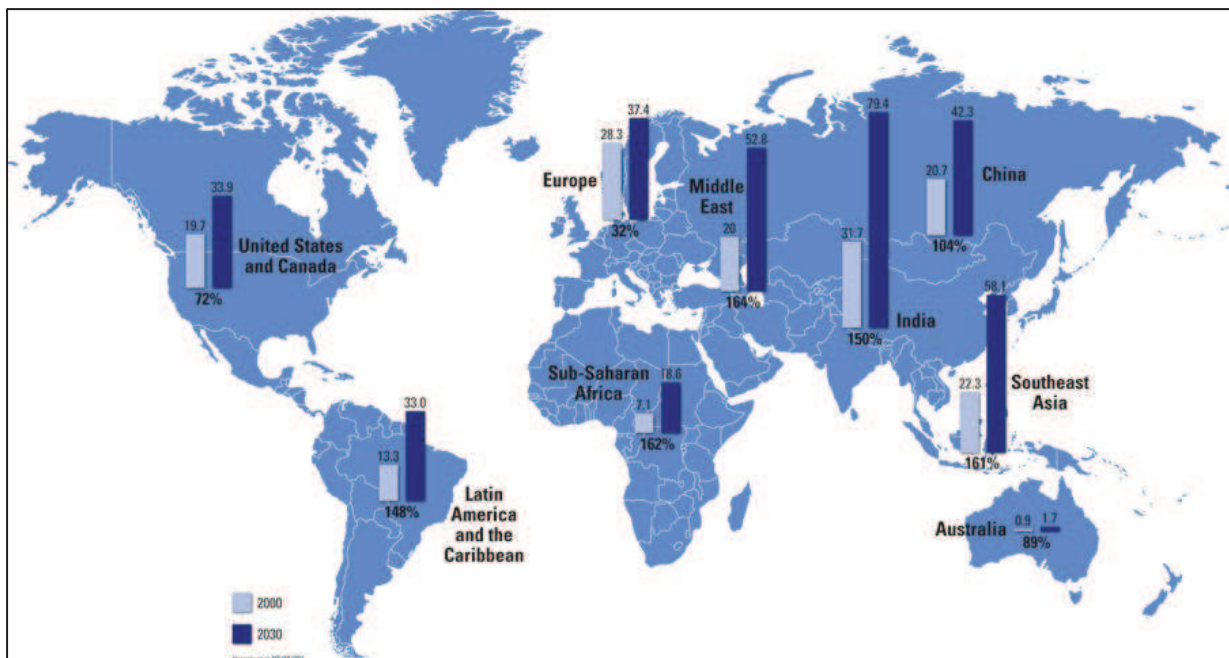 19.7
33.9
72%
United States
and Canada
13.3
33.0
148%
Latin
America
and the
Caribbean
Europe
28.3
37.4
32%
Middle
East
20
52.8
164%
Sub-Saharan
Africa
7.1
18.6
162%
31.7
79.4
150%
India
20.7
42.3
104%
China
22.3
58.1
161%
Southeast
Asia
Australia
0.9
1.7
89%
2000
2030